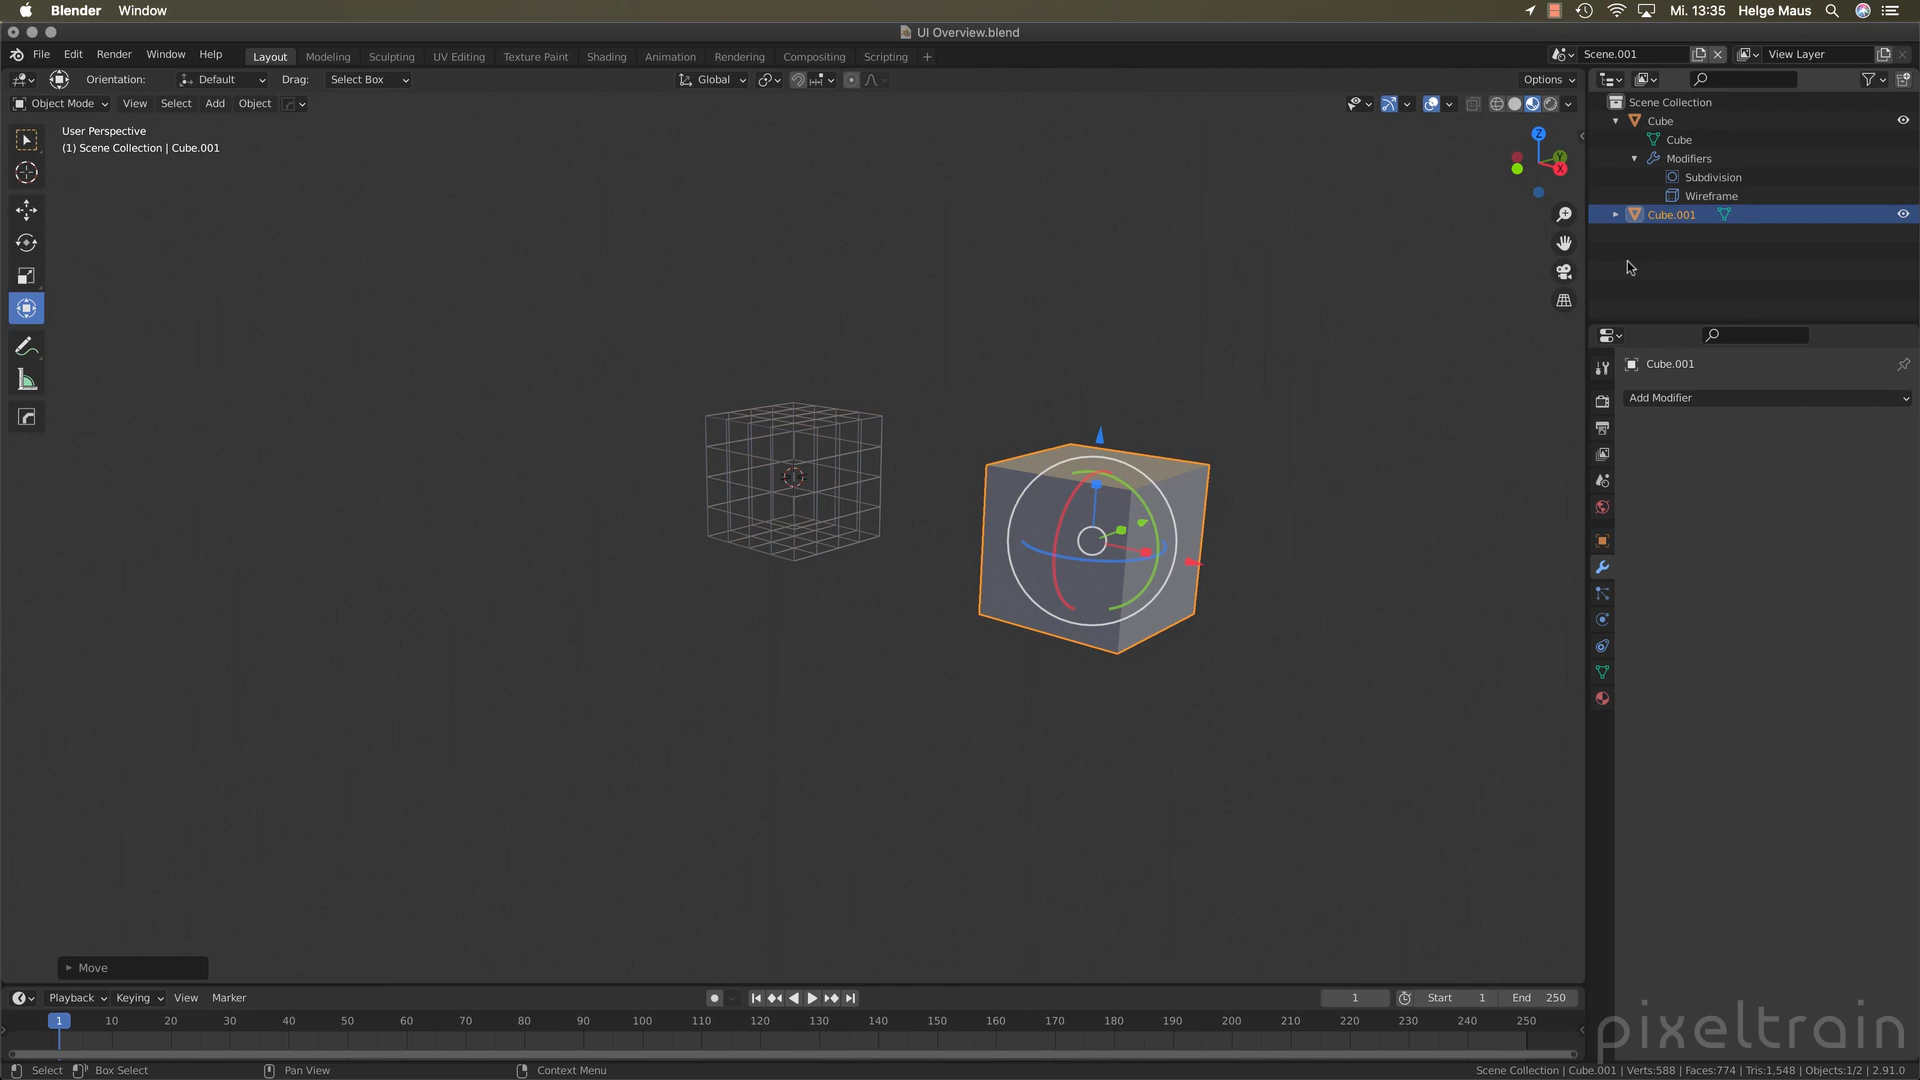 Blender Window Mi. 13:35 Helge Maus
UI Overview.blend
File Edit Render Window Help Layout Modeling Sculpting UV Editing Texture Paint Shading Animation Rendering Compositing Scripting + Scene.001 View Layer
Orientation: Default Drag: Select Box Global Options
Object Mode View Select Add Object
User Perspective
(1) Scene Collection | Cube.001
Z
Y
X
Scene Collection
Cube
Cube
Modifiers
Subdivision
Wireframe
Cube.001
Cube.001
Add Modifier
Move
Playback Keying View Marker 1 Start 1 End 250
1 10 20 30 40 50 60 70 80 90 100 110 120 130 140 150 160 170 180 190 200 210 220 230 240 250
pixeltrain
Select Box Select Pan View Context Menu Scene Collection | Cube.001 | Verts:588 | Faces:774 | Tris:1,548 | Objects:1/2 | 2.91.0